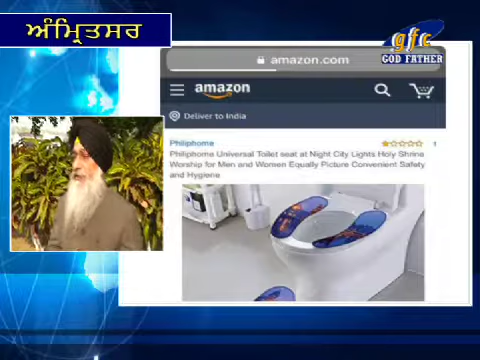 ਅੰਮ੍ਰਿਤਸਰ
gfc
GOD FATHER
amazon.com
amazon
Deliver to India
Philiphome
1
Philiphome Universal Toilet seat at Night City Lights Holy Shrine
Worship for Men and Women Equally Picture Convenient Safety
and Hygiene